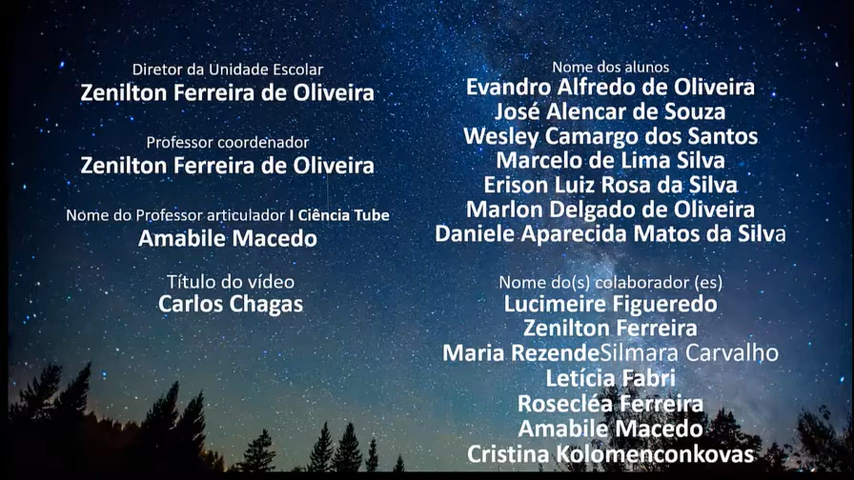 Diretor da Unidade Escolar
Zenilton Ferreira de Oliveira
Professor coordenador
Zenilton Ferreira de Oliveira
Nome do Professor articulador I Ciência Tube
Amabile Macedo
Título do vídeo
Carlos Chagas
Nome dos alunos
Evandro Alfredo de Oliveira
José Alencar de Souza
Wesley Camargo dos Santos
Marcelo de Lima Silva
Erison Luiz Rosa da Silva
Marlon Delgado de Oliveira
Daniele Aparecida Matos da Silva
Nome do(s) colaborador (es)
Lucimeire Figueredo
Zenilton Ferreira
Maria RezendeSilmara Carvalho
Letícia Fabri
Rosecléa Ferreira
Amabile Macedo
Cristina Kolomenconkovas